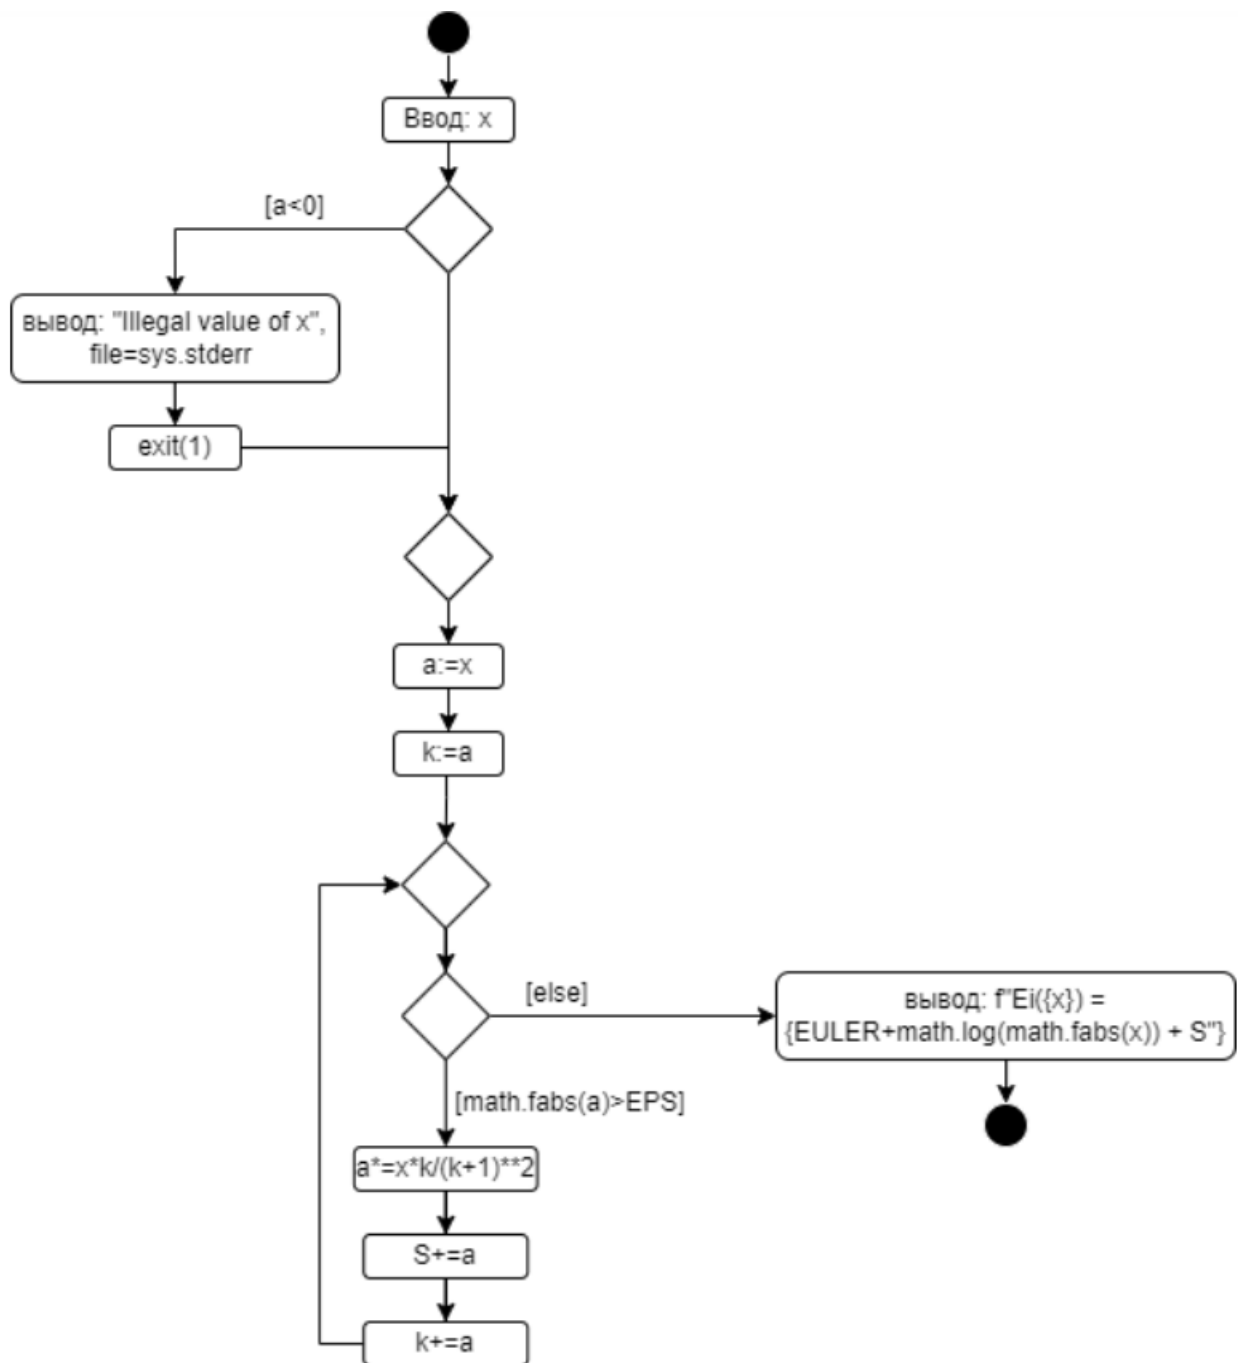 Ввод: x
[a<0]
вывод: "Illegal value of x",
file=sys.stderr
exit(1)
a:=x
k:=a
[else]
вывод: f"Ei({x}) =
{EULER+math.log(math.fabs(x)) + S"}
[math.fabs(a)>EPS]
a*=x*k/(k+1)**2
S+=a
k+=a